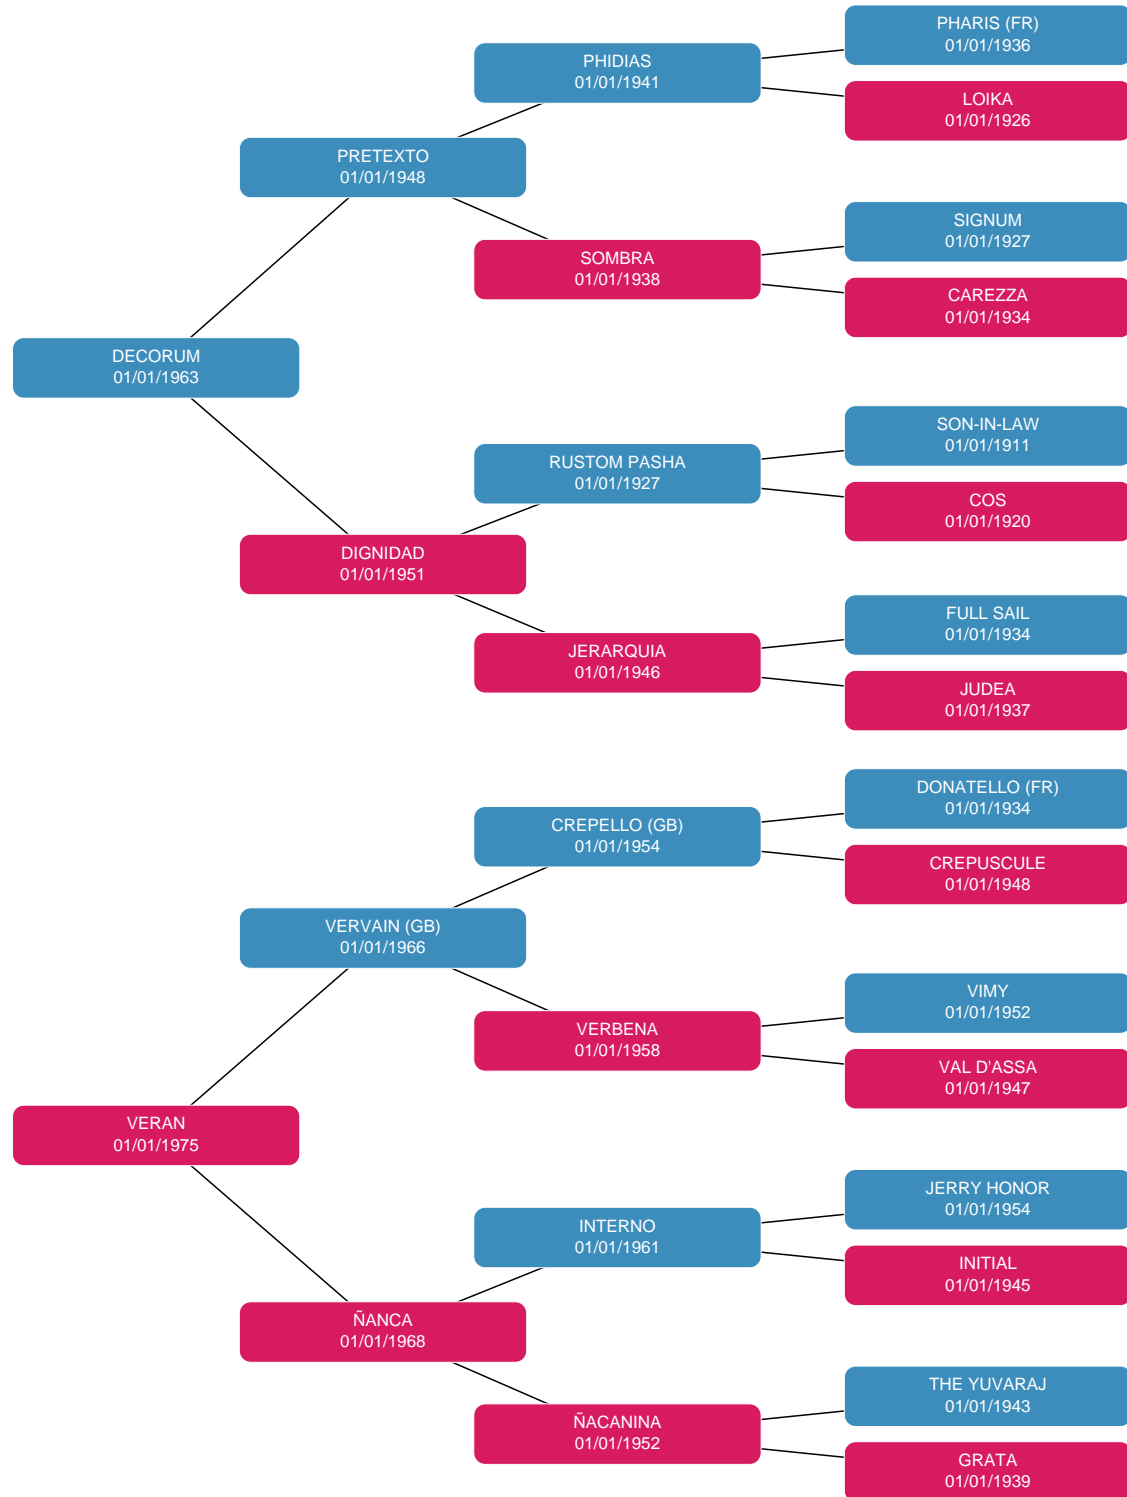 PHARIS (FR)
01/01/1936
PHIDIAS
01/01/1941
LOIKA
01/01/1926
PRETEXTO
01/01/1948
SIGNUM
01/01/1927
SOMBRA
01/01/1938
CAREZZA
01/01/1934
DECORUM
01/01/1963
SON-IN-LAW
01/01/1911
RUSTOM PASHA
01/01/1927
COS
01/01/1920
DIGNIDAD
01/01/1951
FULL SAIL
01/01/1934
JERARQUIA
01/01/1946
JUDEA
01/01/1937
DONATELLO (FR)
01/01/1934
CREPELLO (GB)
01/01/1954
CREPUSCULE
01/01/1948
VERVAIN (GB)
01/01/1966
VIMY
01/01/1952
VERBENA
01/01/1958
VAL D'ASSA
01/01/1947
VERAN
01/01/1975
JERRY HONOR
01/01/1954
INTERNO
01/01/1961
INITIAL
01/01/1945
ÑANCA
01/01/1968
THE YUVARAJ
01/01/1943
ÑACANINA
01/01/1952
GRATA
01/01/1939